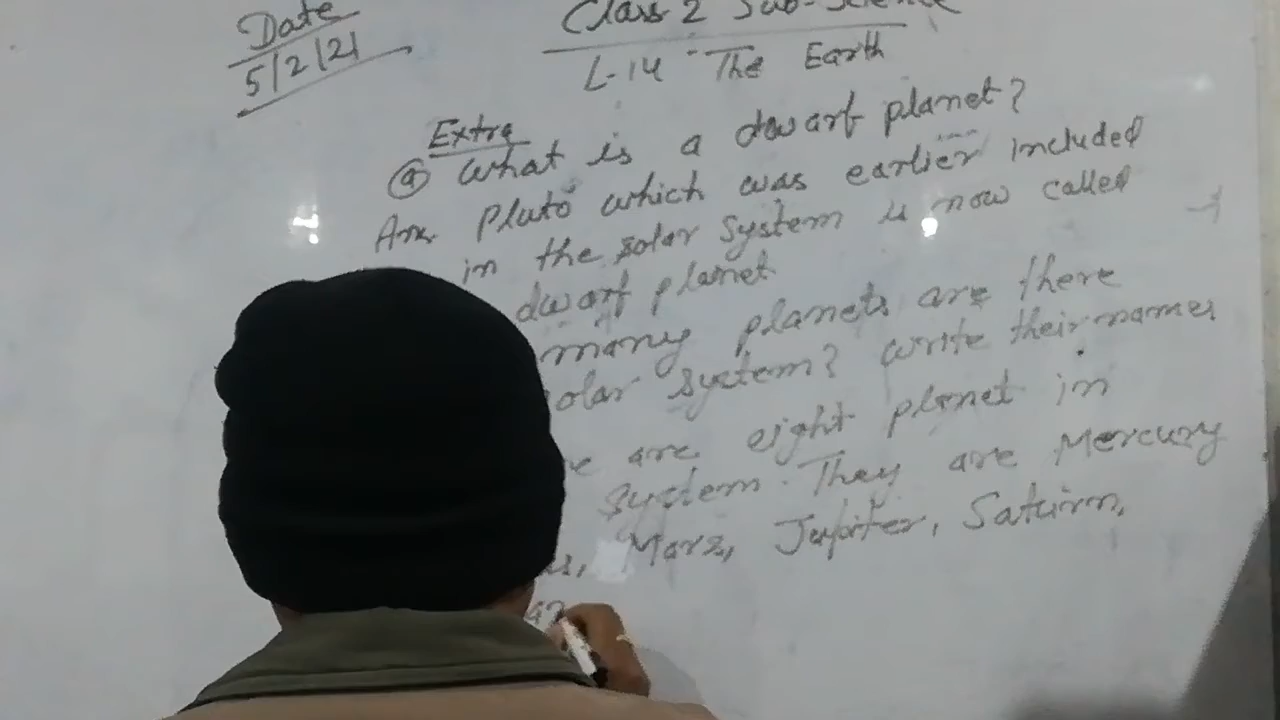 Date
5/2/21
Class 2 Sub-Science
L-14 The Earth
Extra
Q What is a dwarf planet?
Ans. Pluto which was earlier included
in the solar system is now called
dwarf planet
many planets are there
system? write their names
are eight planet in
system. They are Mercury
Mars, Jupiter, Saturn,